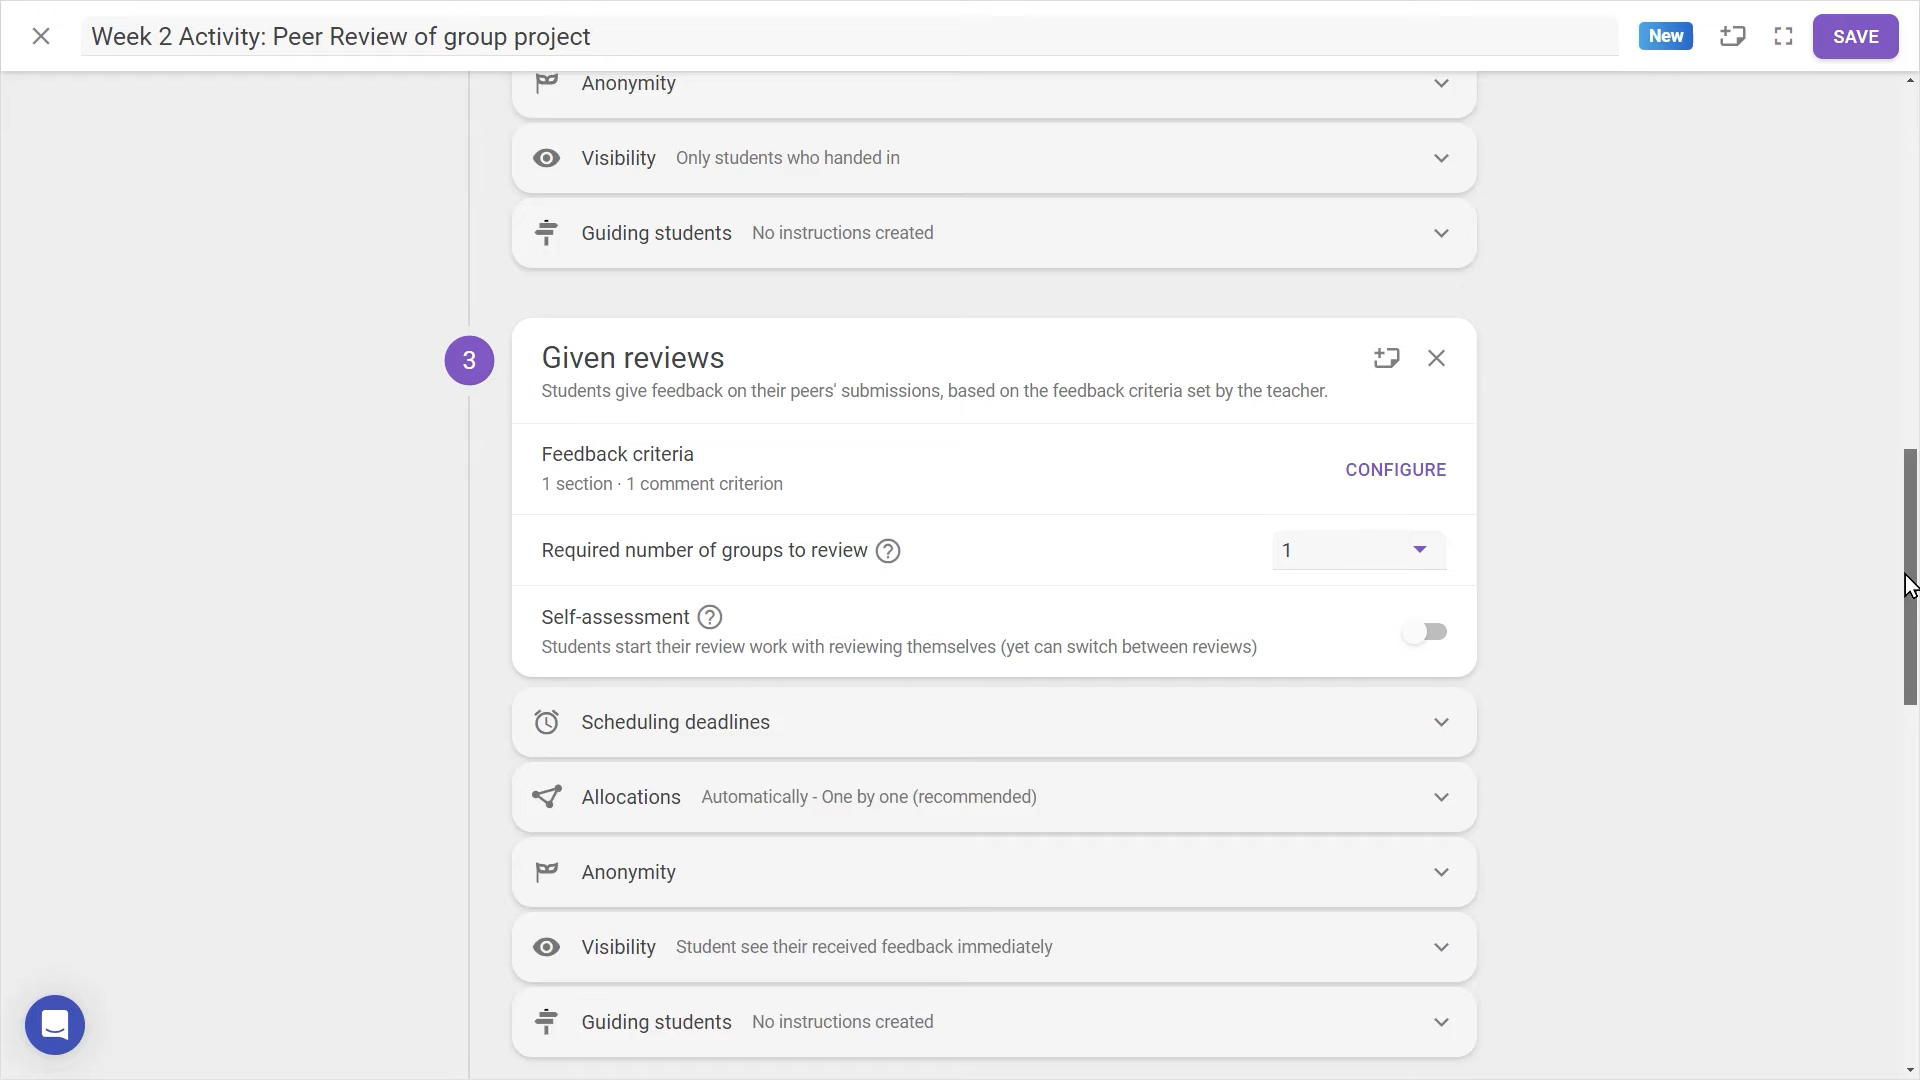 Week 2 Activity: Peer Review of group project
New
SAVE
Anonymity
Visibility Only students who handed in
Guiding students No instructions created
3
Given reviews
Students give feedback on their peers' submissions, based on the feedback criteria set by the teacher.
Feedback criteria
1 section · 1 comment criterion
CONFIGURE
Required number of groups to review ?
1
Self-assessment ?
Students start their review work with reviewing themselves (yet can switch between reviews)
Scheduling deadlines
Allocations Automatically - One by one (recommended)
Anonymity
Visibility Student see their received feedback immediately
Guiding students No instructions created